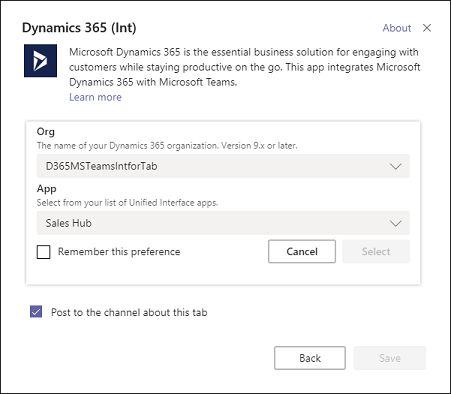 Dynamics 365 (Int)
About
Microsoft Dynamics 365 is the essential business solution for engaging with
customers while staying productive on the go. This app integrates Microsoft
Dynamics 365 with Microsoft Teams.
Learn more
Org
The name of your Dynamics 365 organization. Version 9.x or later.
D365MSTeamsIntforTab
App
Select from your list of Unified Interface apps.
Sales Hub
Remember this preference
Cancel
Select
Post to the channel about this tab
Back
Save